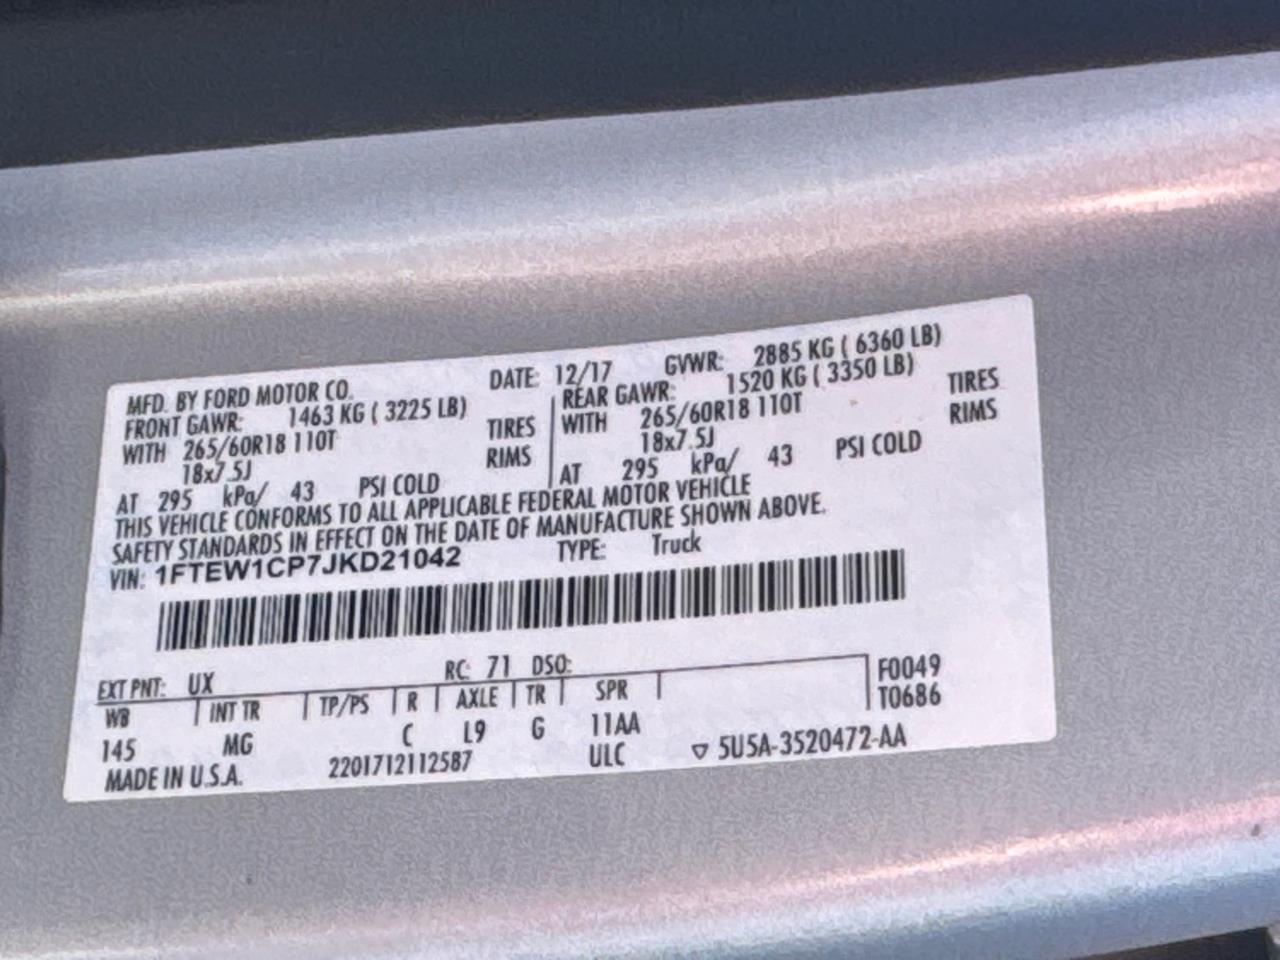 MFD. BY FORD MOTOR CO. DATE: 12/17 GVWR: 2885 KG ( 6360 LB)
FRONT GAWR: 1463 KG ( 3225 LB) REAR GAWR: 1520 KG ( 3350 LB)
WITH 265/60R18 110T TIRES WITH 265/60R18 110T TIRES
18x7.5J RIMS 18x7.5J RIMS
AT 295 kPa/ 43 PSI COLD AT 295 kPa/ 43 PSI COLD
THIS VEHICLE CONFORMS TO ALL APPLICABLE FEDERAL MOTOR VEHICLE
SAFETY STANDARDS IN EFFECT ON THE DATE OF MANUFACTURE SHOWN ABOVE.
VIN: 1FTEW1CP7JKD21042 TYPE: Truck
EXT PNT: UX RC: 71 DSO: F0049
WB INT TR TP/PS R AXLE TR SPR T0686
145 MG C L9 G 11AA
MADE IN U.S.A. 2201712112587 ULC ▽ 5U5A-3520472-AA